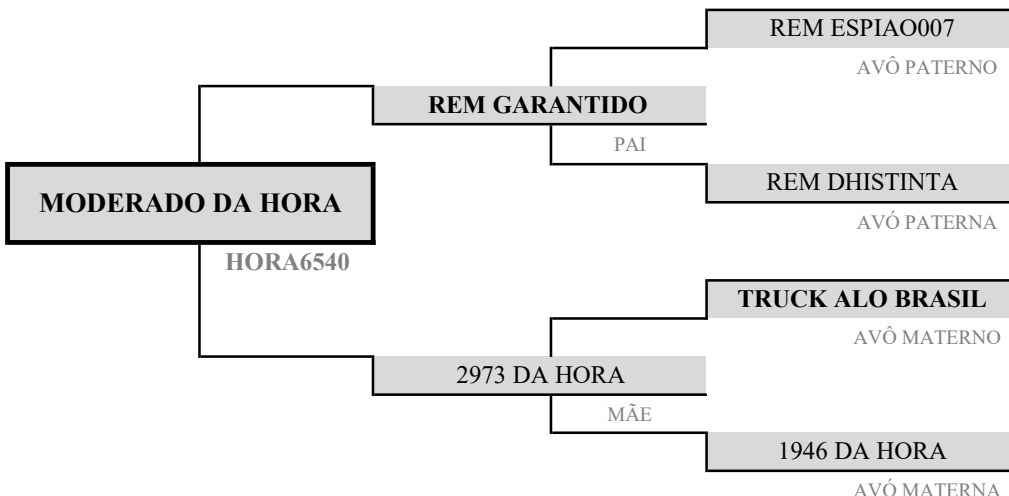 REM ESPIAO007
AVÔ PATERNO
REM GARANTIDO
PAI
REM DHISTINTA
AVÓ PATERNA
MODERADO DA HORA
HORA6540
TRUCK ALO BRASIL
AVÔ MATERNO
2973 DA HORA
MÃE
1946 DA HORA
AVÓ MATERNA